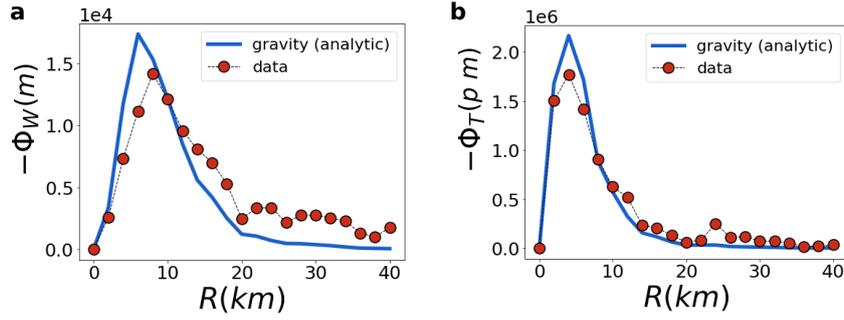 a
1e4
−Φ_W(m)
1.5
1.0
0.5
0.0
gravity (analytic)
data
0
10
20
30
40
R(km)
b
1e6
−Φ_T(p m)
2.0
1.5
1.0
0.5
0.0
gravity (analytic)
data
0
10
20
30
40
R(km)